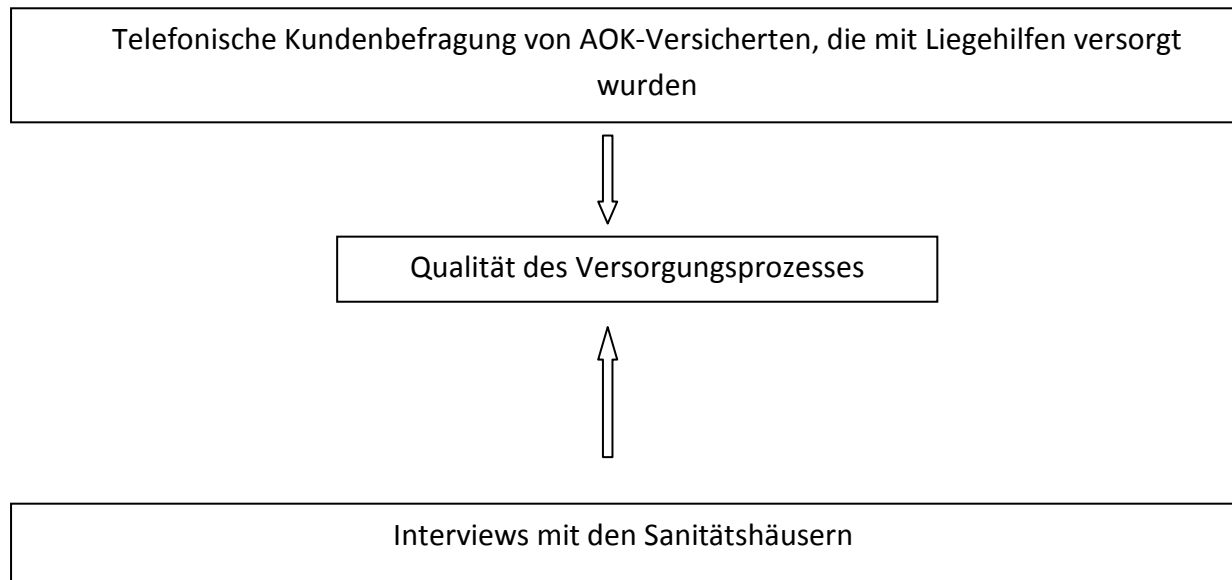 Telefonische Kundenbefragung von AOK-Versicherten, die mit Liegehilfen versorgt
wurden
Qualität des Versorgungsprozesses
Interviews mit den Sanitätshäusern